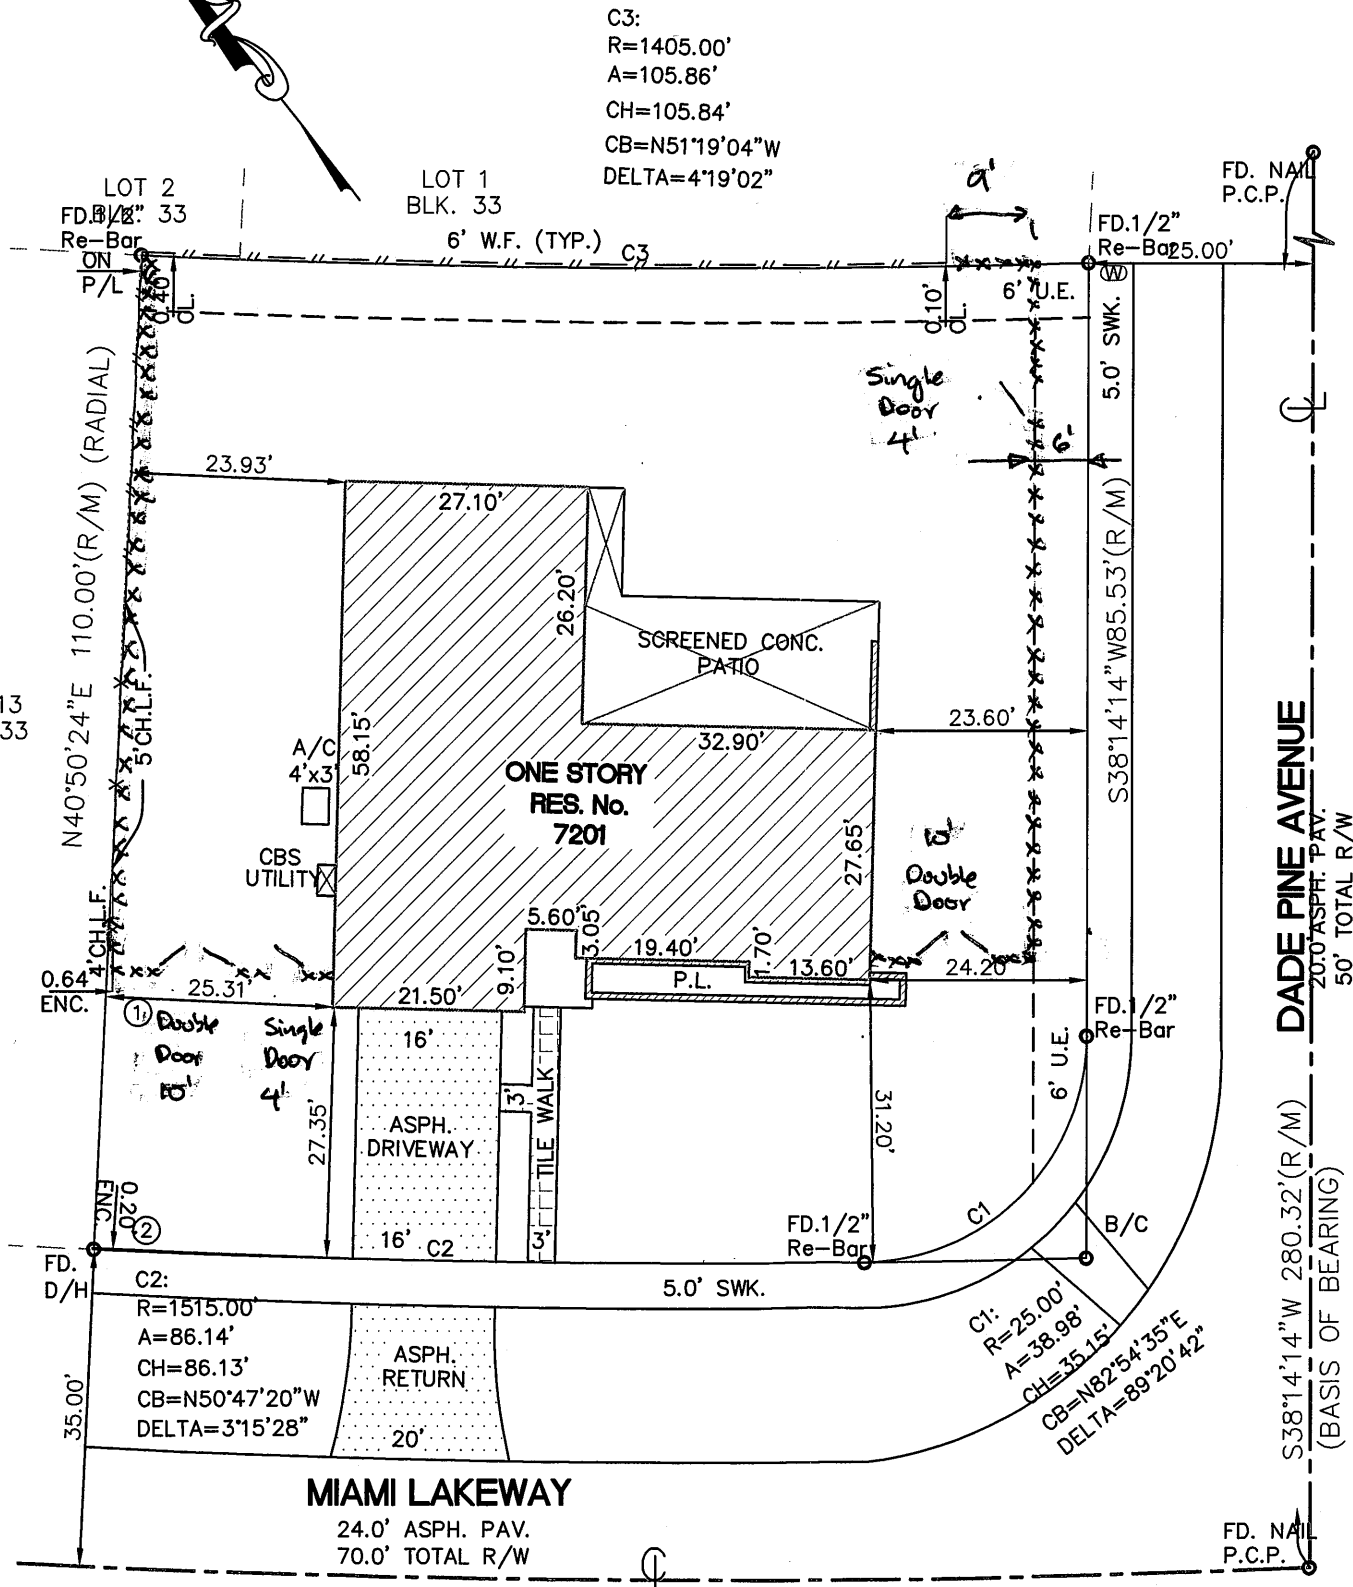 C3:
R=1405.00'
A=105.86'
CH=105.84'
CB=N51°19'04"W
DELTA=4°19'02"
9'
LOT 2
BLK. 33
LOT 1
BLK. 33
FD. NAIL
P.C.P.
FD.1/2"
Re-Bar
6' W.F. (TYP.)
C3
FD.1/2"
Re-Bar
25.00'
ON
P/L
0.40'
CL.
0.10'
CL.
6' U.E.
W
5.0' SWK.
CL
N40°50'24"E 110.00'(R/M) (RADIAL)
Single
Door
4'
6'
23.93'
27.10'
26.20'
SCREENED CONC.
PATIO
S38°14'14"W85.53'(R/M)
13
33
5'CH.L.F.
58.15'
A/C
4'x3'
32.90'
23.60'
ONE STORY
RES. No.
7201
CBS
UTILITY
27.65'
10'
Double
Door
DADE PINE AVENUE
20.0'ASPH. PAV.
50' TOTAL R/W
4'CH.L.F.
5.60'
3.05'
19.40'
1.70'
13.60'
24.20'
9.10'
P.L.
0.64'
ENC.
25.31'
21.50'
1
Double
Door
10'
Single
Door
4'
16'
FD.1/2"
Re-Bar
6' U.E.
27.35'
ASPH.
DRIVEWAY
3'
TILE WALK
31.20'
0.20'
ENC.
2
16'
C2
3'
FD.1/2"
Re-Bar
C1
B/C
FD.
D/H
5.0' SWK.
C2:
R=1515.00'
A=86.14'
CH=86.13'
CB=N50°47'20"W
DELTA=3°15'28"
ASPH.
RETURN
20'
C1:
R=25.00'
A=38.98'
CH=35.15'
CB=N82°54'35"E
DELTA=89°20'42"
35.00'
S38°14'14"W 280.32'(R/M)
(BASIS OF BEARING)
MIAMI LAKEWAY
24.0' ASPH. PAV.
70.0' TOTAL R/W
CL
FD. NAIL
P.C.P.